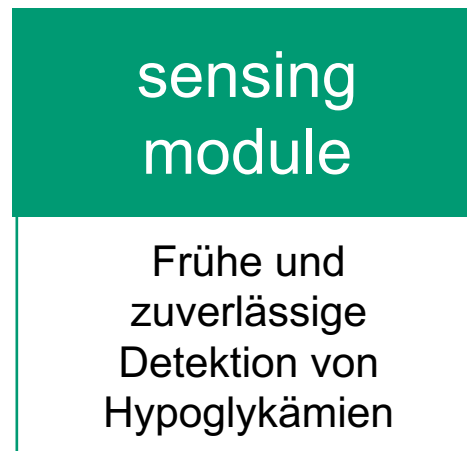 sensing
module
Frühe und
zuverlässige
Detektion von
Hypoglykämien